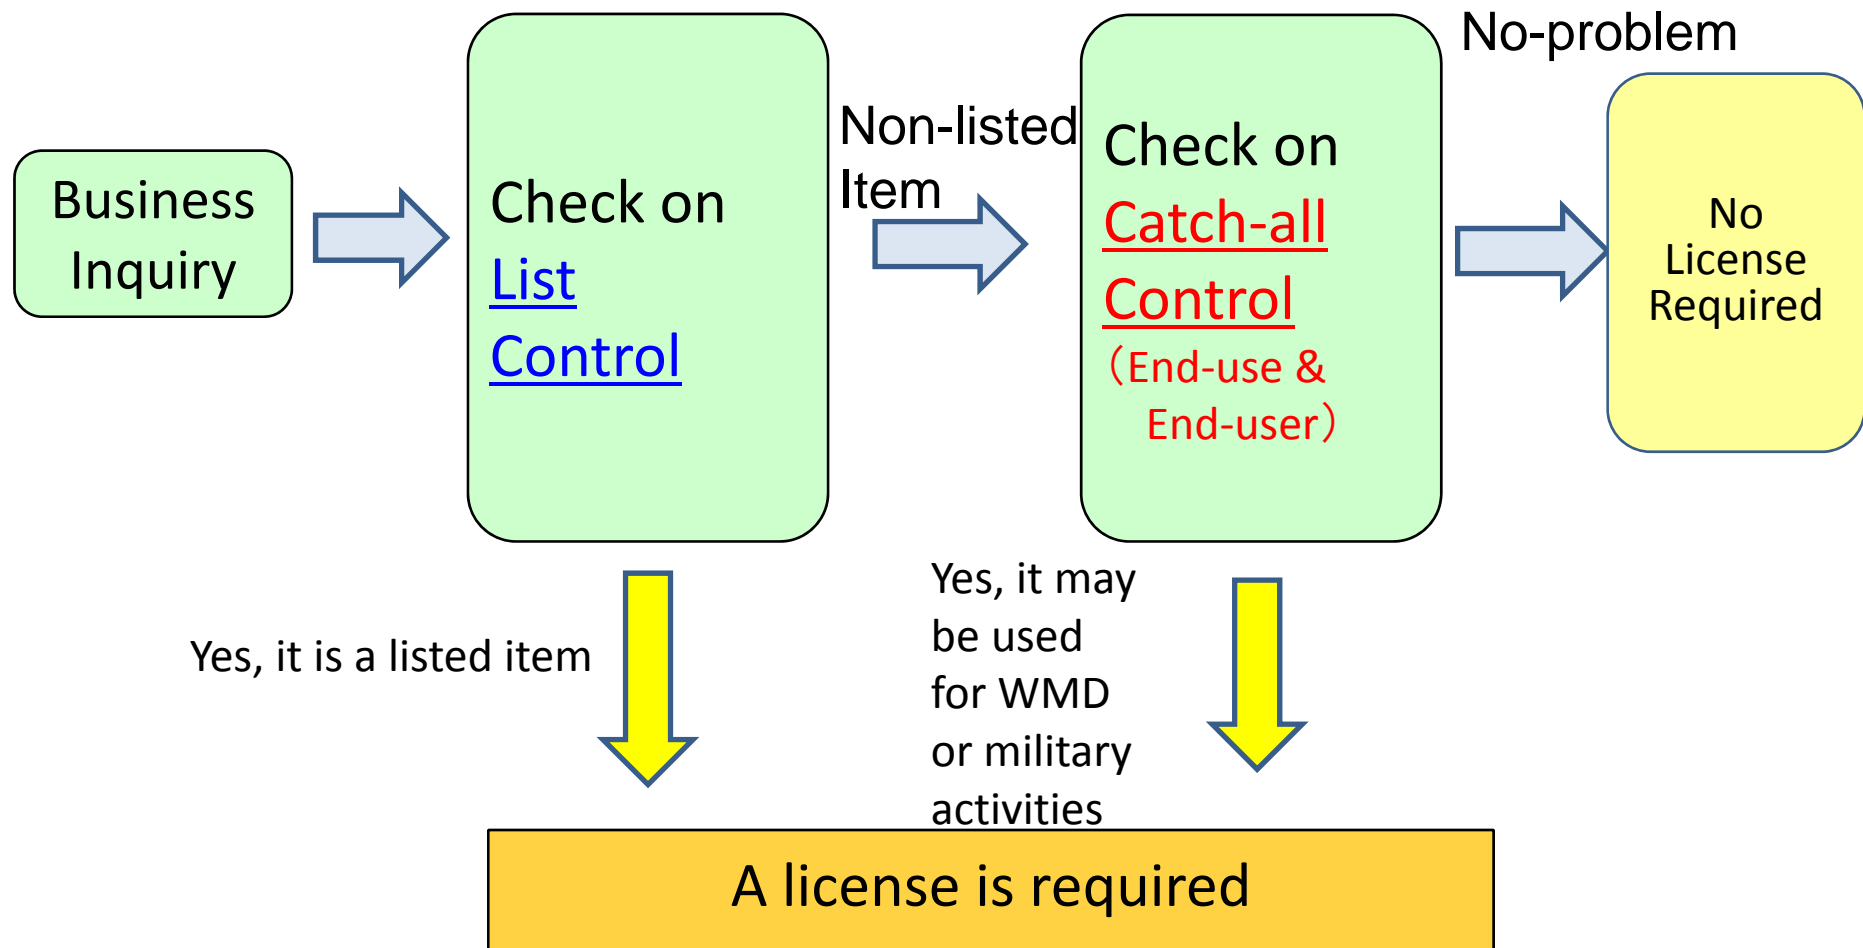 Business
Inquiry
Check on
List
Control
Non-listed
Item
Check on
Catch-all
Control
（End-use &
End-user）
No-problem
No
License
Required
Yes, it is a listed item
Yes, it may
be used
for WMD
or military
activities
A license is required